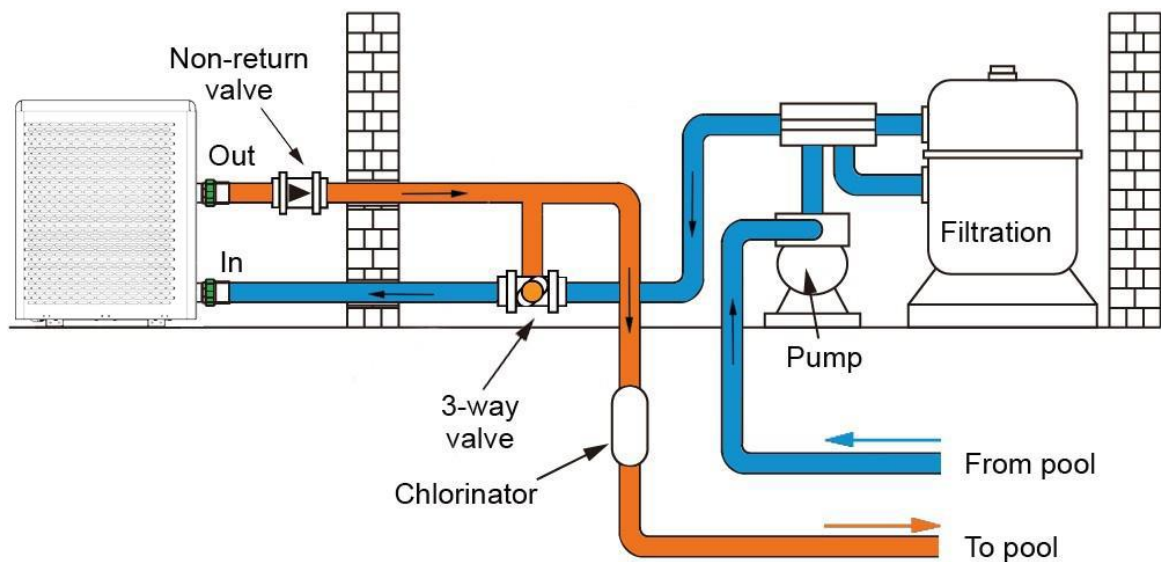 Non-return
valve
Out
In
3-way
valve
Chlorinator
Filtration
Pump
From pool
To pool